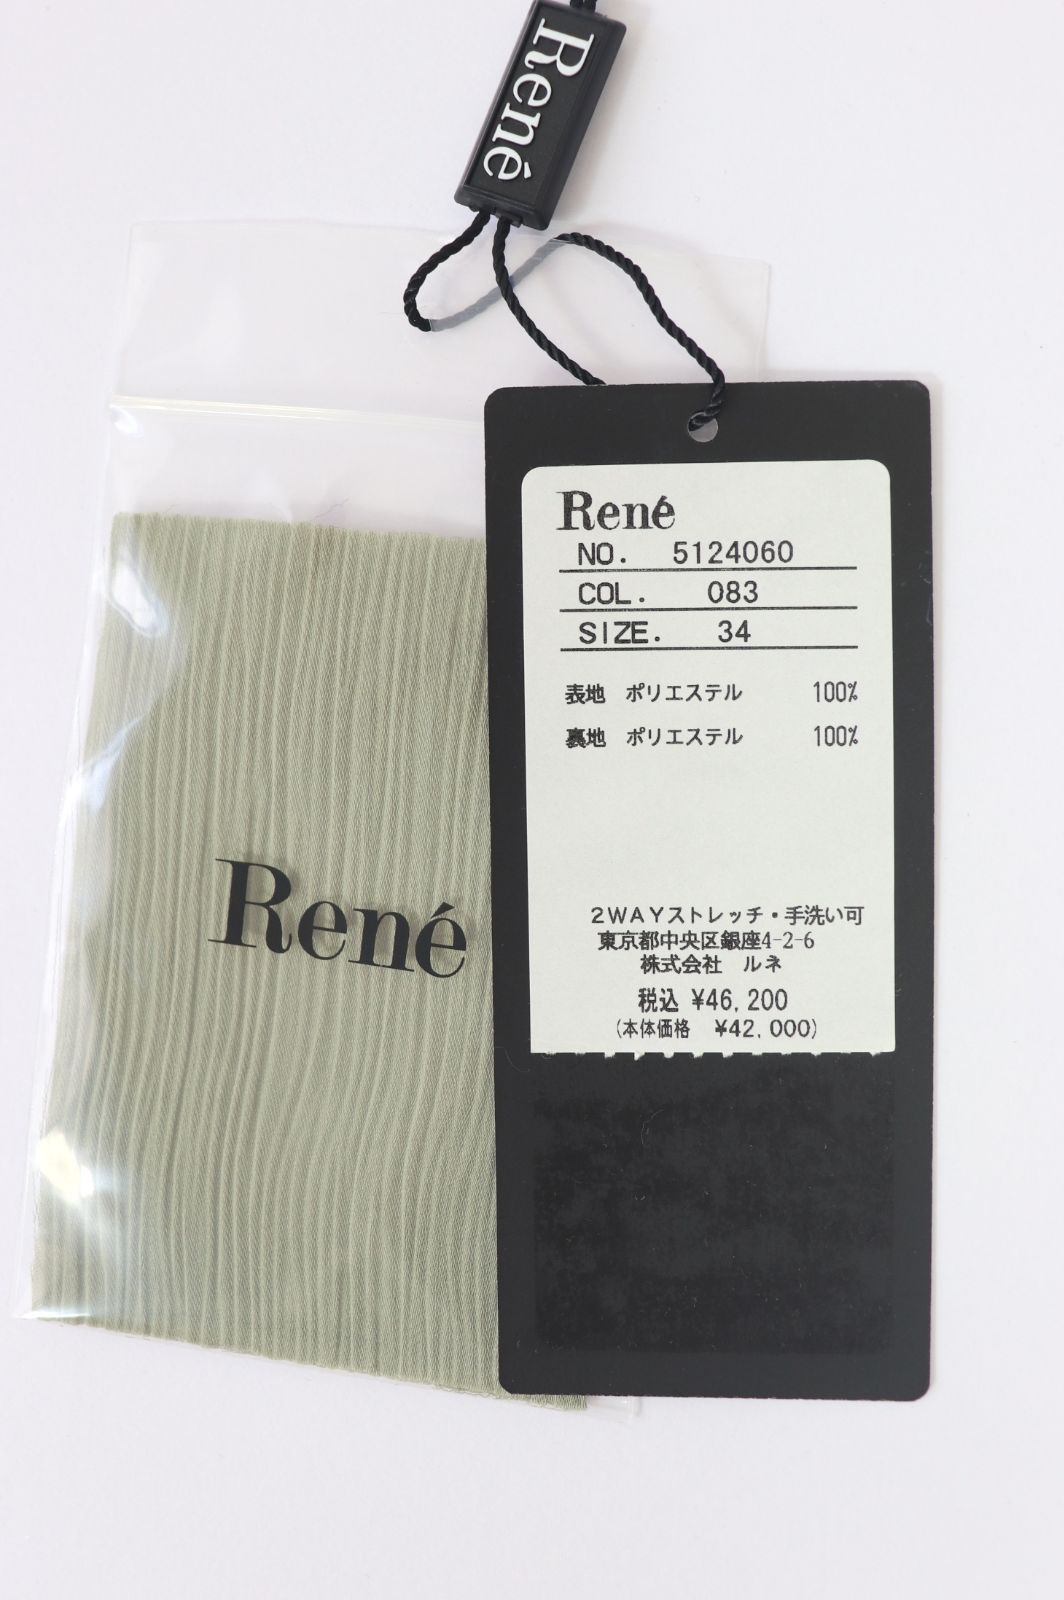 René
René
NO. 5124060
COL. 083
SIZE. 34
表地 ポリエステル 100%
裏地 ポリエステル 100%
2WAYストレッチ・手洗い可
東京都中央区銀座4-2-6
株式会社 ルネ
税込 ¥46,200
(本体価格 ¥42,000)
René